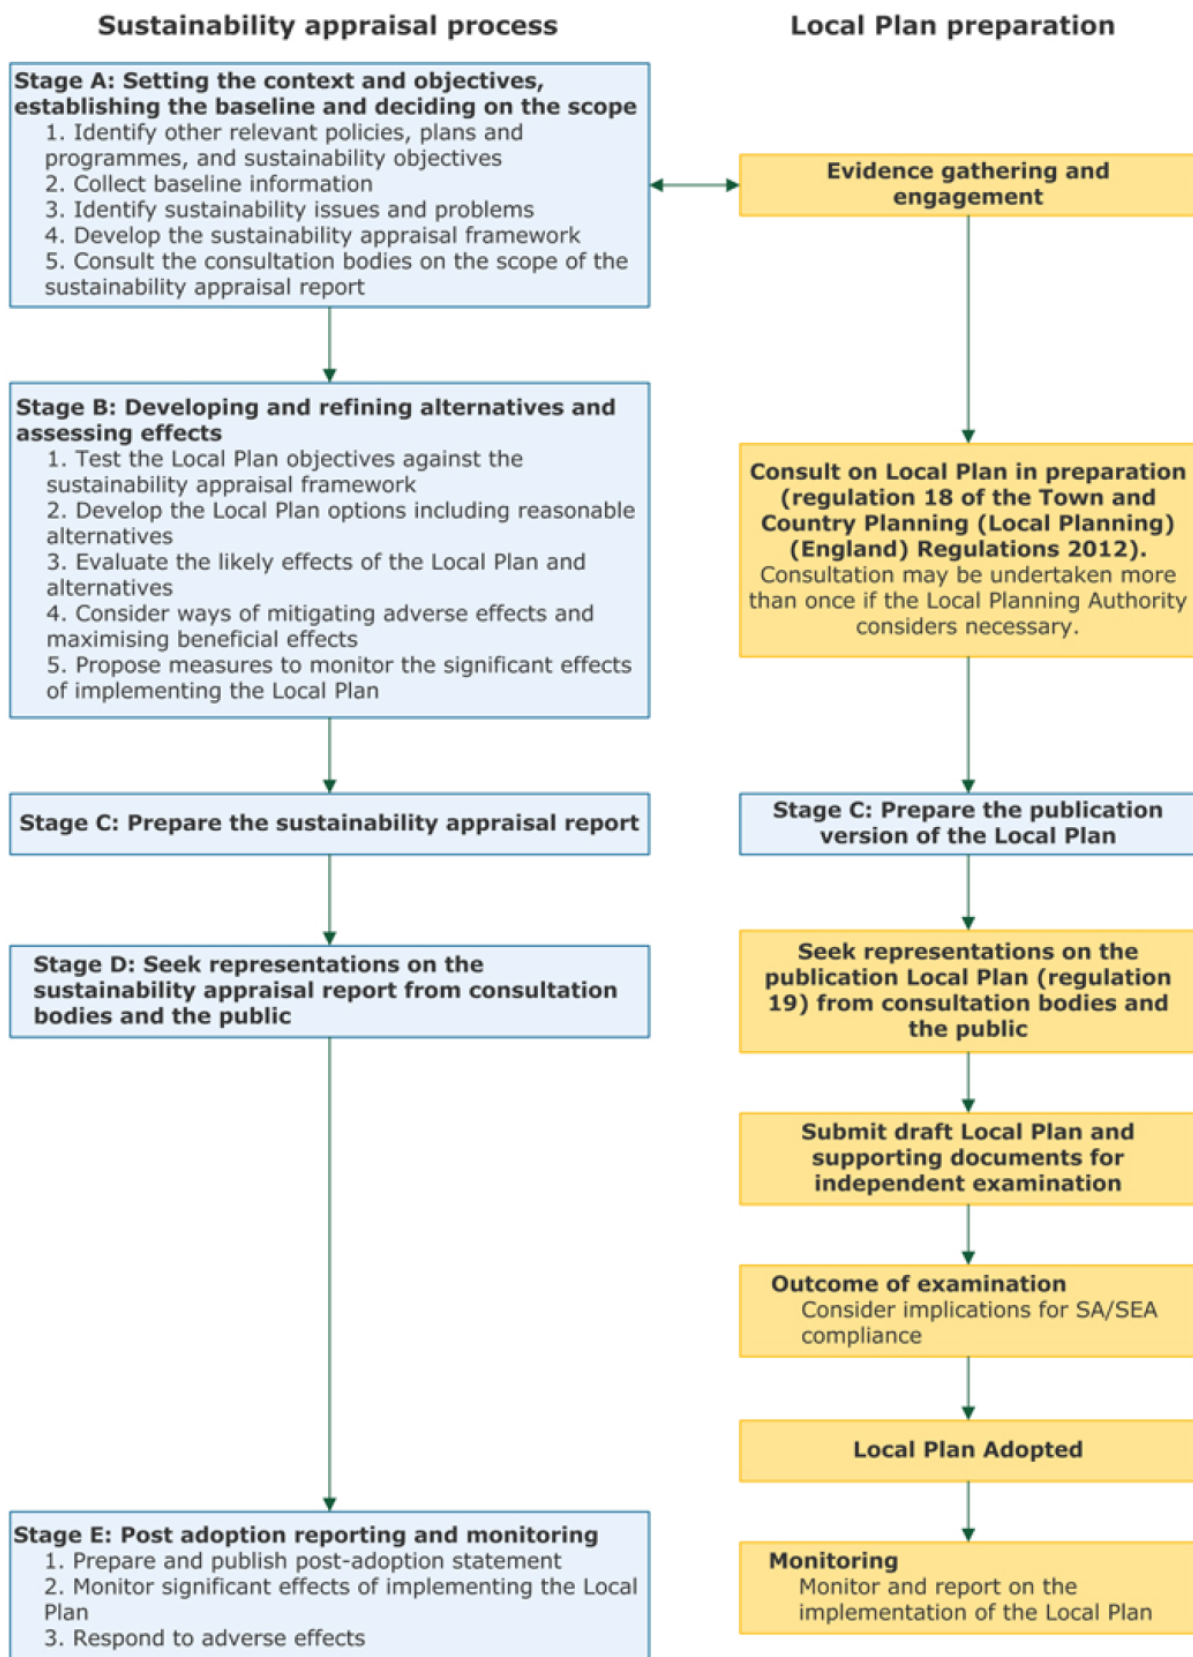 Sustainability appraisal process
Local Plan preparation
Stage A: Setting the context and objectives,
establishing the baseline and deciding on the scope
1. Identify other relevant policies, plans and
programmes, and sustainability objectives
2. Collect baseline information
3. Identify sustainability issues and problems
4. Develop the sustainability appraisal framework
5. Consult the consultation bodies on the scope of the
sustainability appraisal report
Evidence gathering and
engagement
Stage B: Developing and refining alternatives and
assessing effects
1. Test the Local Plan objectives against the
sustainability appraisal framework
2. Develop the Local Plan options including reasonable
alternatives
3. Evaluate the likely effects of the Local Plan and
alternatives
4. Consider ways of mitigating adverse effects and
maximising beneficial effects
5. Propose measures to monitor the significant effects
of implementing the Local Plan
Consult on Local Plan in preparation
(regulation 18 of the Town and
Country Planning (Local Planning)
(England) Regulations 2012).
Consultation may be undertaken more
than once if the Local Planning Authority
considers necessary.
Stage C: Prepare the sustainability appraisal report
Stage C: Prepare the publication
version of the Local Plan
Stage D: Seek representations on the
sustainability appraisal report from consultation
bodies and the public
Seek representations on the
publication Local Plan (regulation
19) from consultation bodies and
the public
Submit draft Local Plan and
supporting documents for
independent examination
Outcome of examination
Consider implications for SA/SEA
compliance
Local Plan Adopted
Stage E: Post adoption reporting and monitoring
1. Prepare and publish post-adoption statement
2. Monitor significant effects of implementing the Local
Plan
3. Respond to adverse effects
Monitoring
Monitor and report on the
implementation of the Local Plan